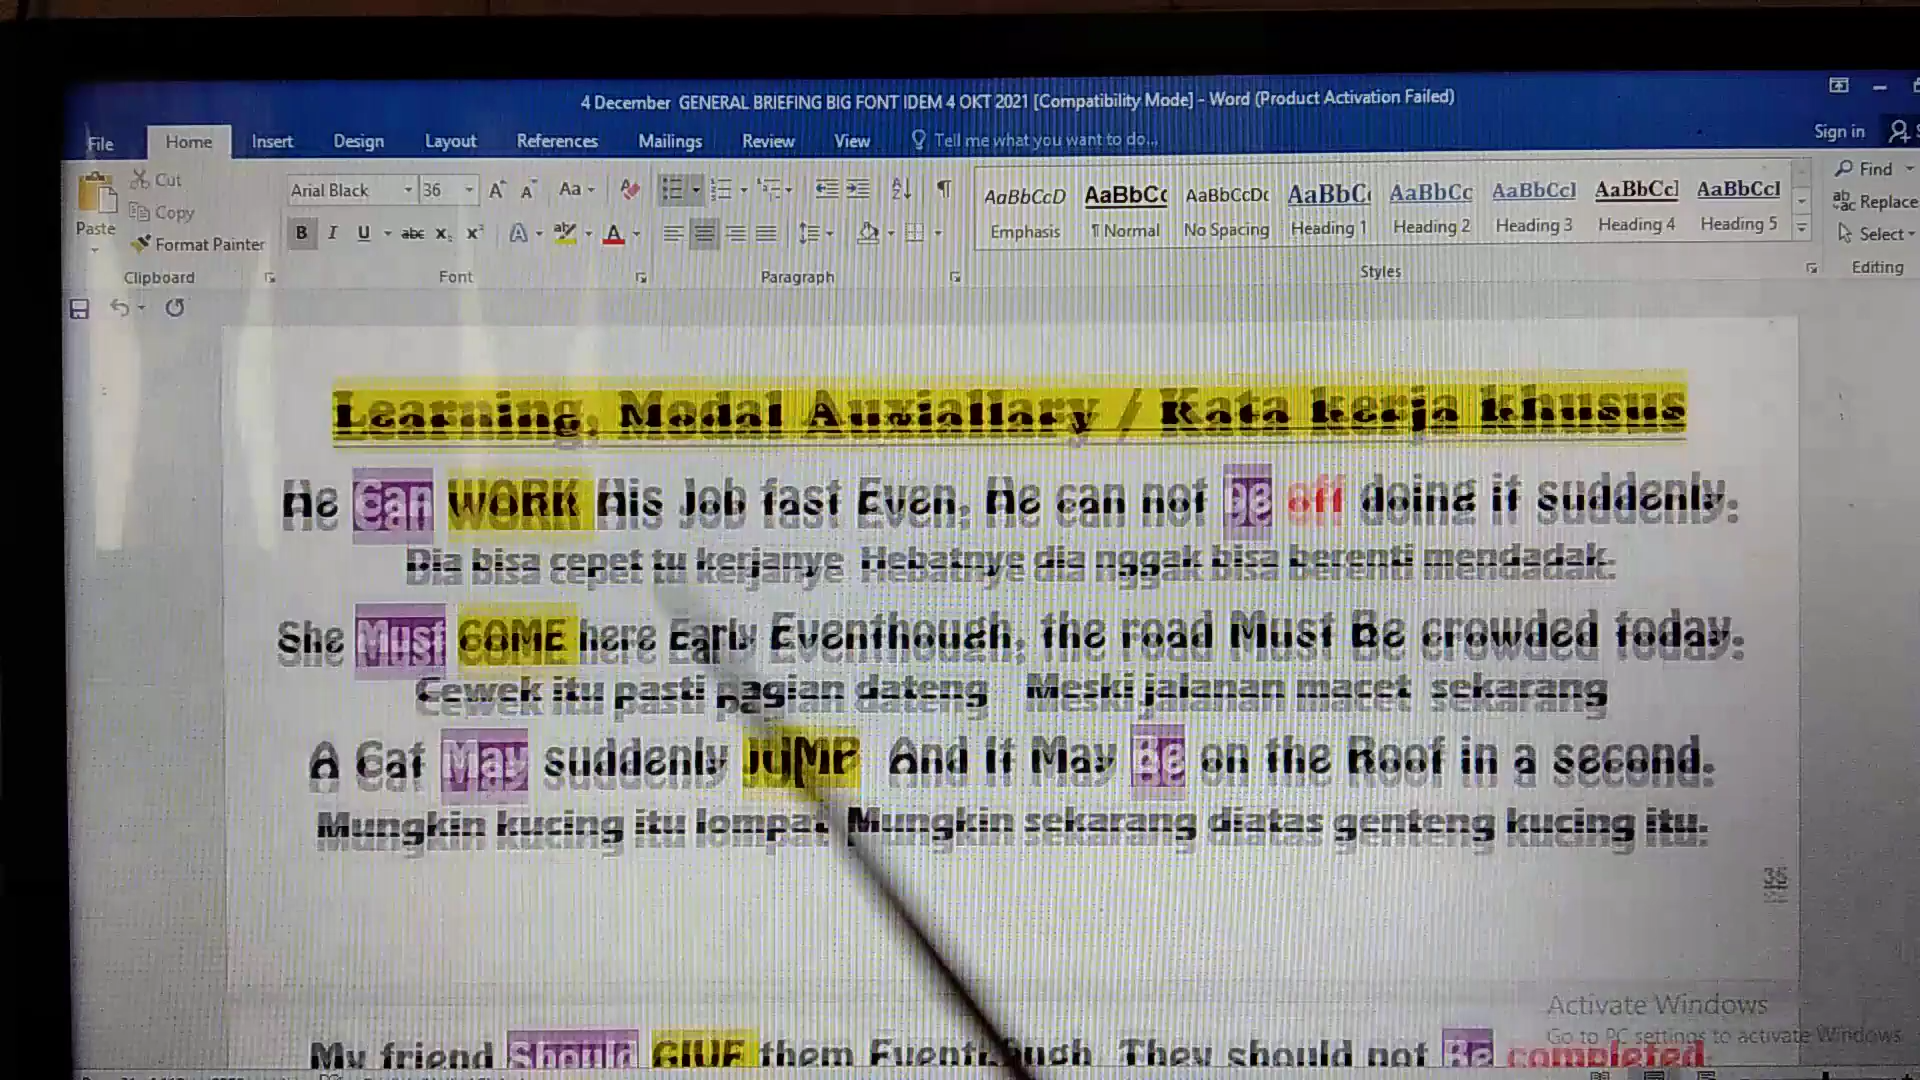 4 December GENERAL BRIEFING BIG FONT IDEM 4 OKT 2021 [Compatibility Mode] - Word (Product Activation Failed)
File Home Insert Design Layout References Mailings Review View Tell me what you want to do... Sign in
Cut
Copy
Format Painter
Paste
Clipboard
Arial Black 36
Font
Paragraph
AaBbCcD AaBbCc AaBbCcDc AaBbC AaBbCc AaBbCcI AaBbCcl AaBbCcI
Emphasis ¶ Normal No Spacing Heading 1 Heading 2 Heading 3 Heading 4 Heading 5
Styles
Find
Replace
Select
Editing
Learning, Modal Auxiallary / Kata kerja khusus
He Can WORK His Job fast Even, He can not Be off doing it suddenly.
Dia bisa cepet tu kerjanye Hebatnye dia nggak bisa berenti mendadak.
She Must COME here Early Eventhough, the road Must Be crowded today.
Cewek itu pasti pagian dateng Meski jalanan macet sekarang
A Cat May suddenly JUMP And It May Be on the Roof in a second.
Mungkin kucing itu lompat Mungkin sekarang diatas genteng kucing itu.
Activate Windows
Go to PC settings to activate Windows
My friend Should GIVE them Eventhough They should not Be completed.